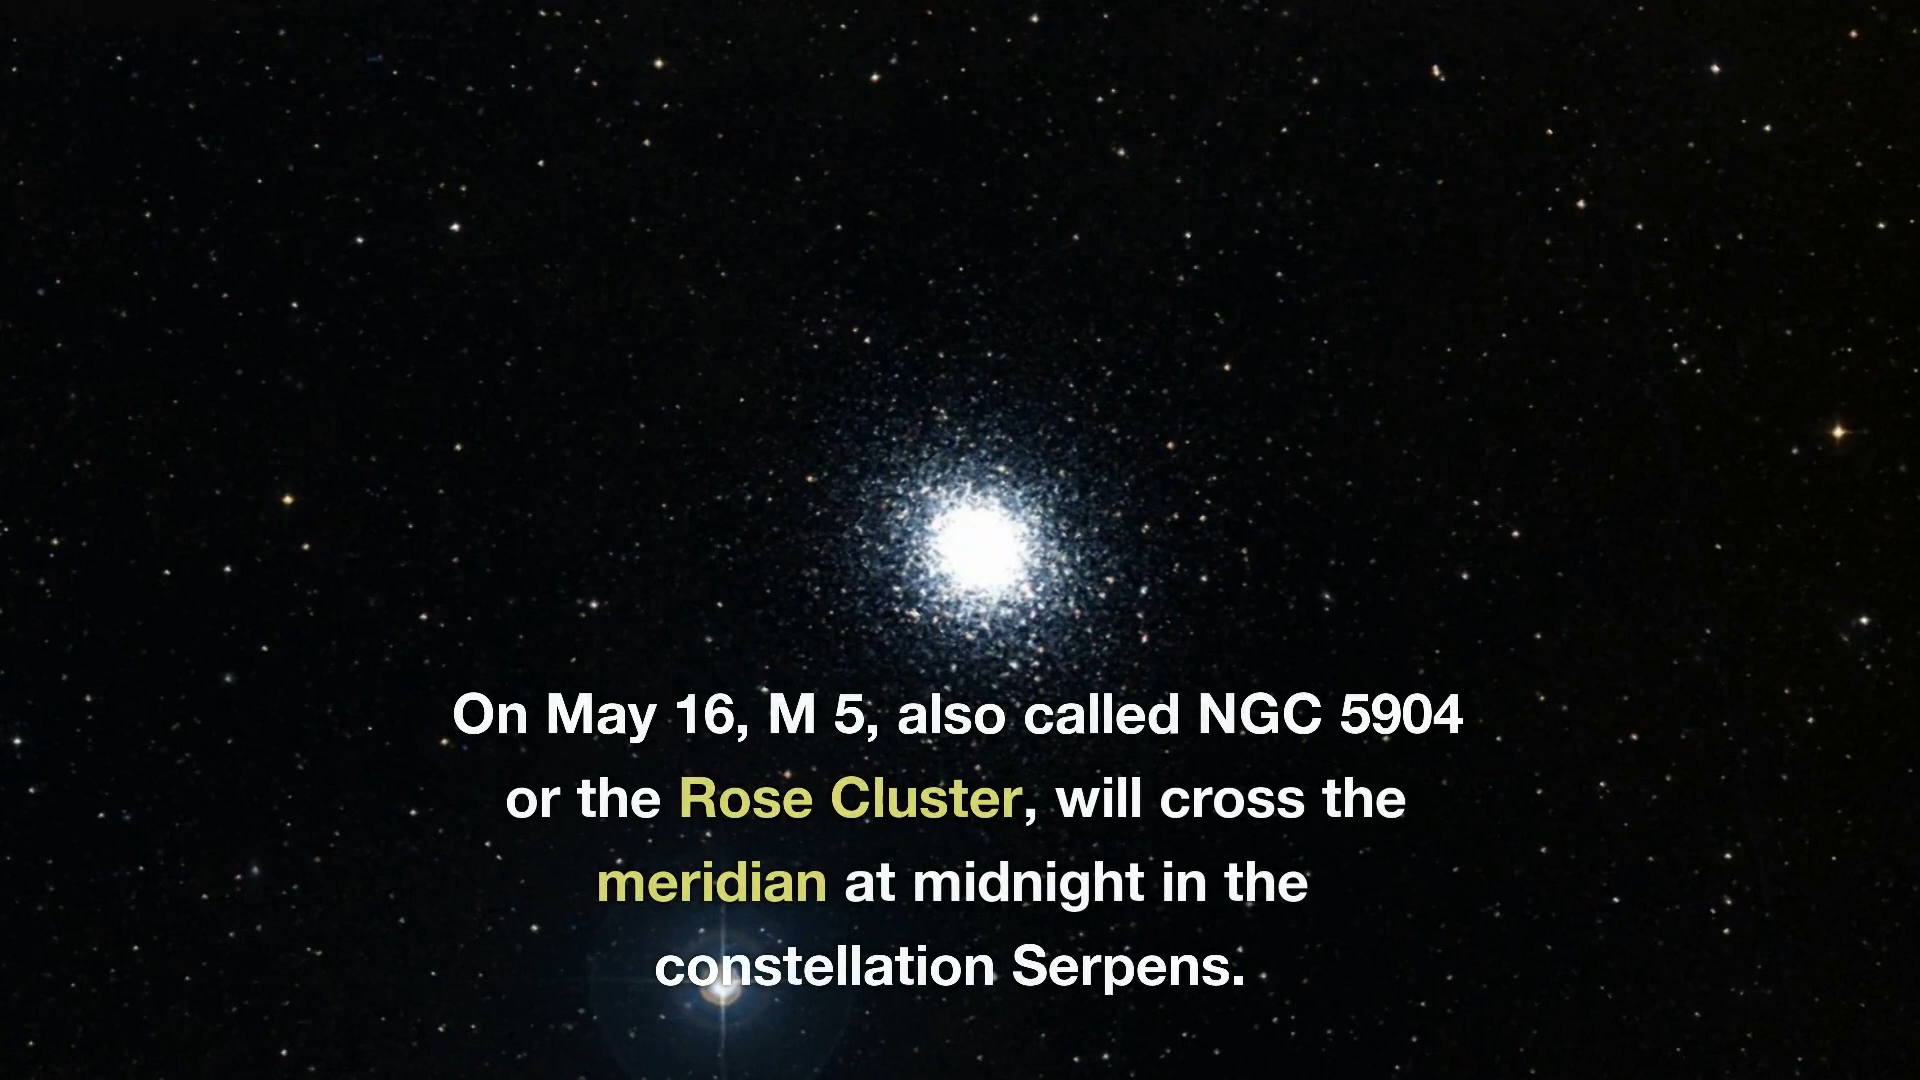 On May 16, M 5, also called NGC 5904
or the Rose Cluster, will cross the
meridian at midnight in the
constellation Serpens.